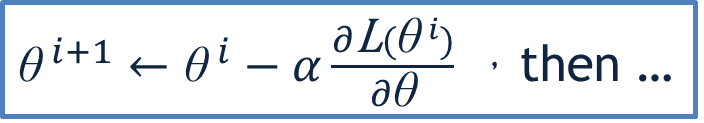 θ^{i+1} ← θ^i − α ∂L(θ^i)/∂θ , then ...